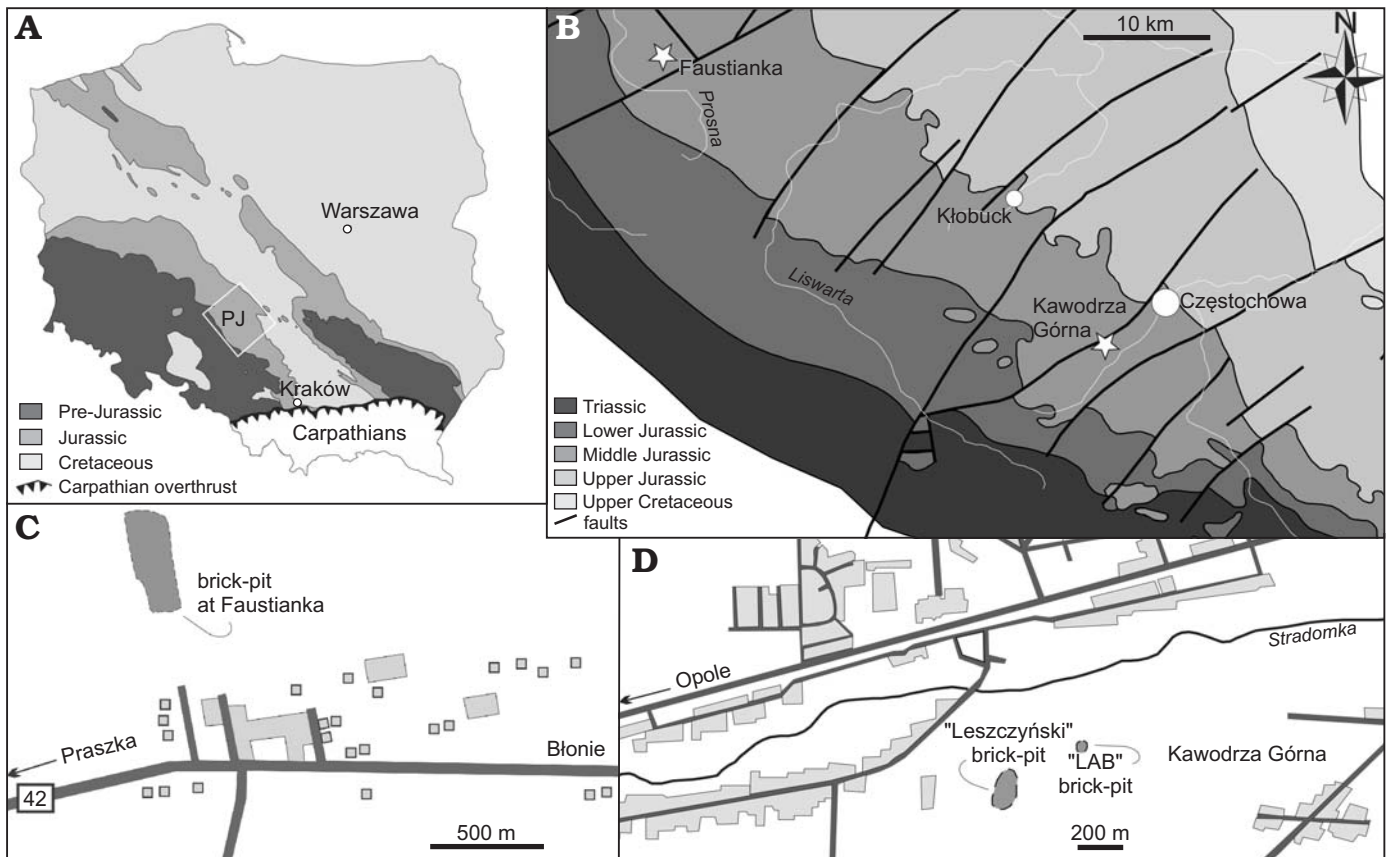 A
Warszawa
PJ
Kraków
Carpathians
Pre-Jurassic
Jurassic
Cretaceous
Carpathian overthrust
B
10 km
N
Faustianka
Prosna
Kłobuck
Liswarta
Kawodrza
Górna
Częstochowa
Triassic
Lower Jurassic
Middle Jurassic
Upper Jurassic
Upper Cretaceous
faults
C
brick-pit
at Faustianka
Praszka
Błonie
42
500 m
D
Stradomka
Opole
"Leszczyński"
brick-pit
"LAB"
brick-pit
Kawodrza Górna
200 m